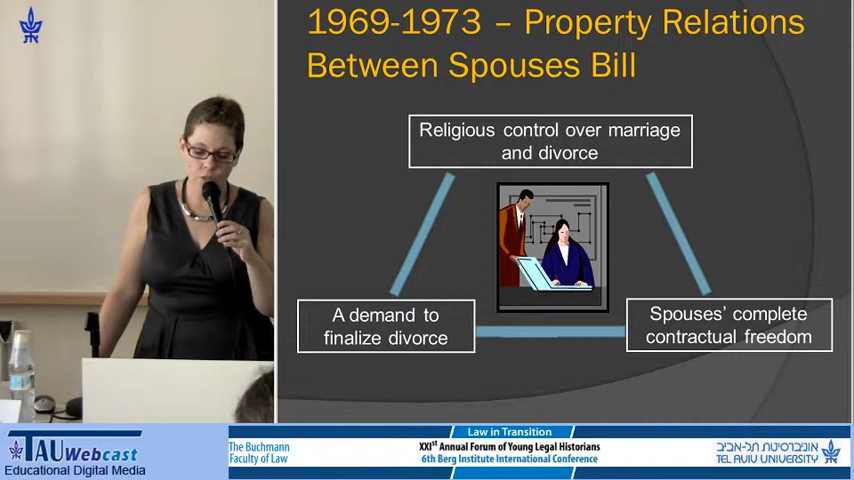 1969-1973 – Property Relations
Between Spouses Bill
Religious control over marriage
and divorce
A demand to
finalize divorce
Spouses' complete
contractual freedom
TAU Webcast
Educational Digital Media
The Buchmann
Faculty of Law
Law in Transition
XXIst Annual Forum of Young Legal Historians
6th Berg Institute International Conference
אוניברסיטת תל-אביב
TEL AVIV UNIVERSITY